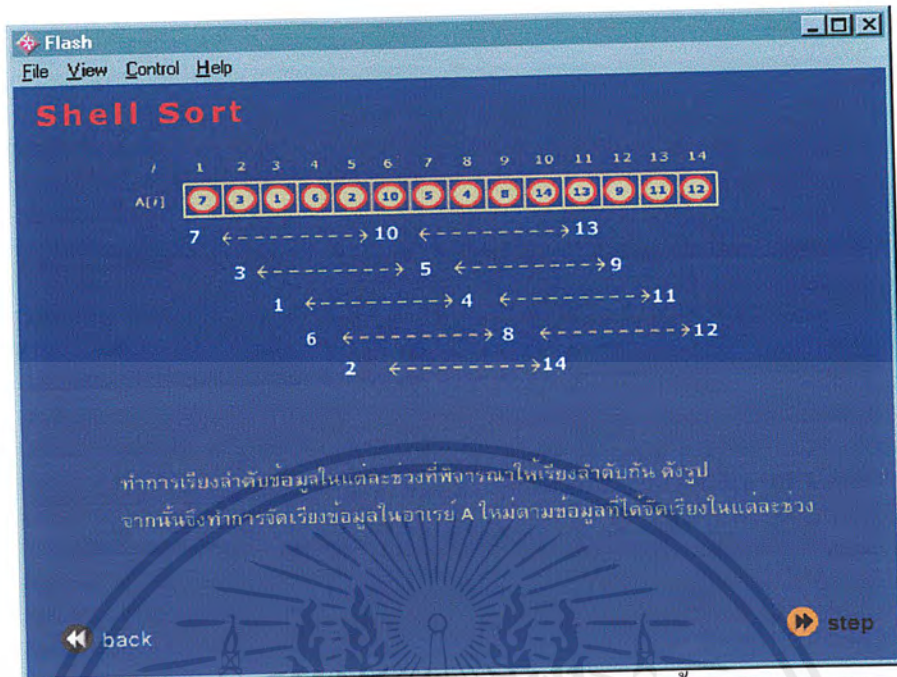 Flash
File View Control Help
Shell Sort
i 1 2 3 4 5 6 7 8 9 10 11 12 13 14
A[i] 7 3 1 6 2 10 5 4 8 14 13 9 11 12
7 10 13
3 5 9
1 4 11
6 8 12
2 14
ทำการเรียงลำดับข้อมูลในแต่ละช่วงที่พิจารณาให้เรียงลำดับกัน ดังรูป
จากนั้นจึงทำการจัดเรียงข้อมูลในอาเรย์ A ใหม่ตามข้อมูลที่ได้จัดเรียงในแต่ละช่วง
back
step